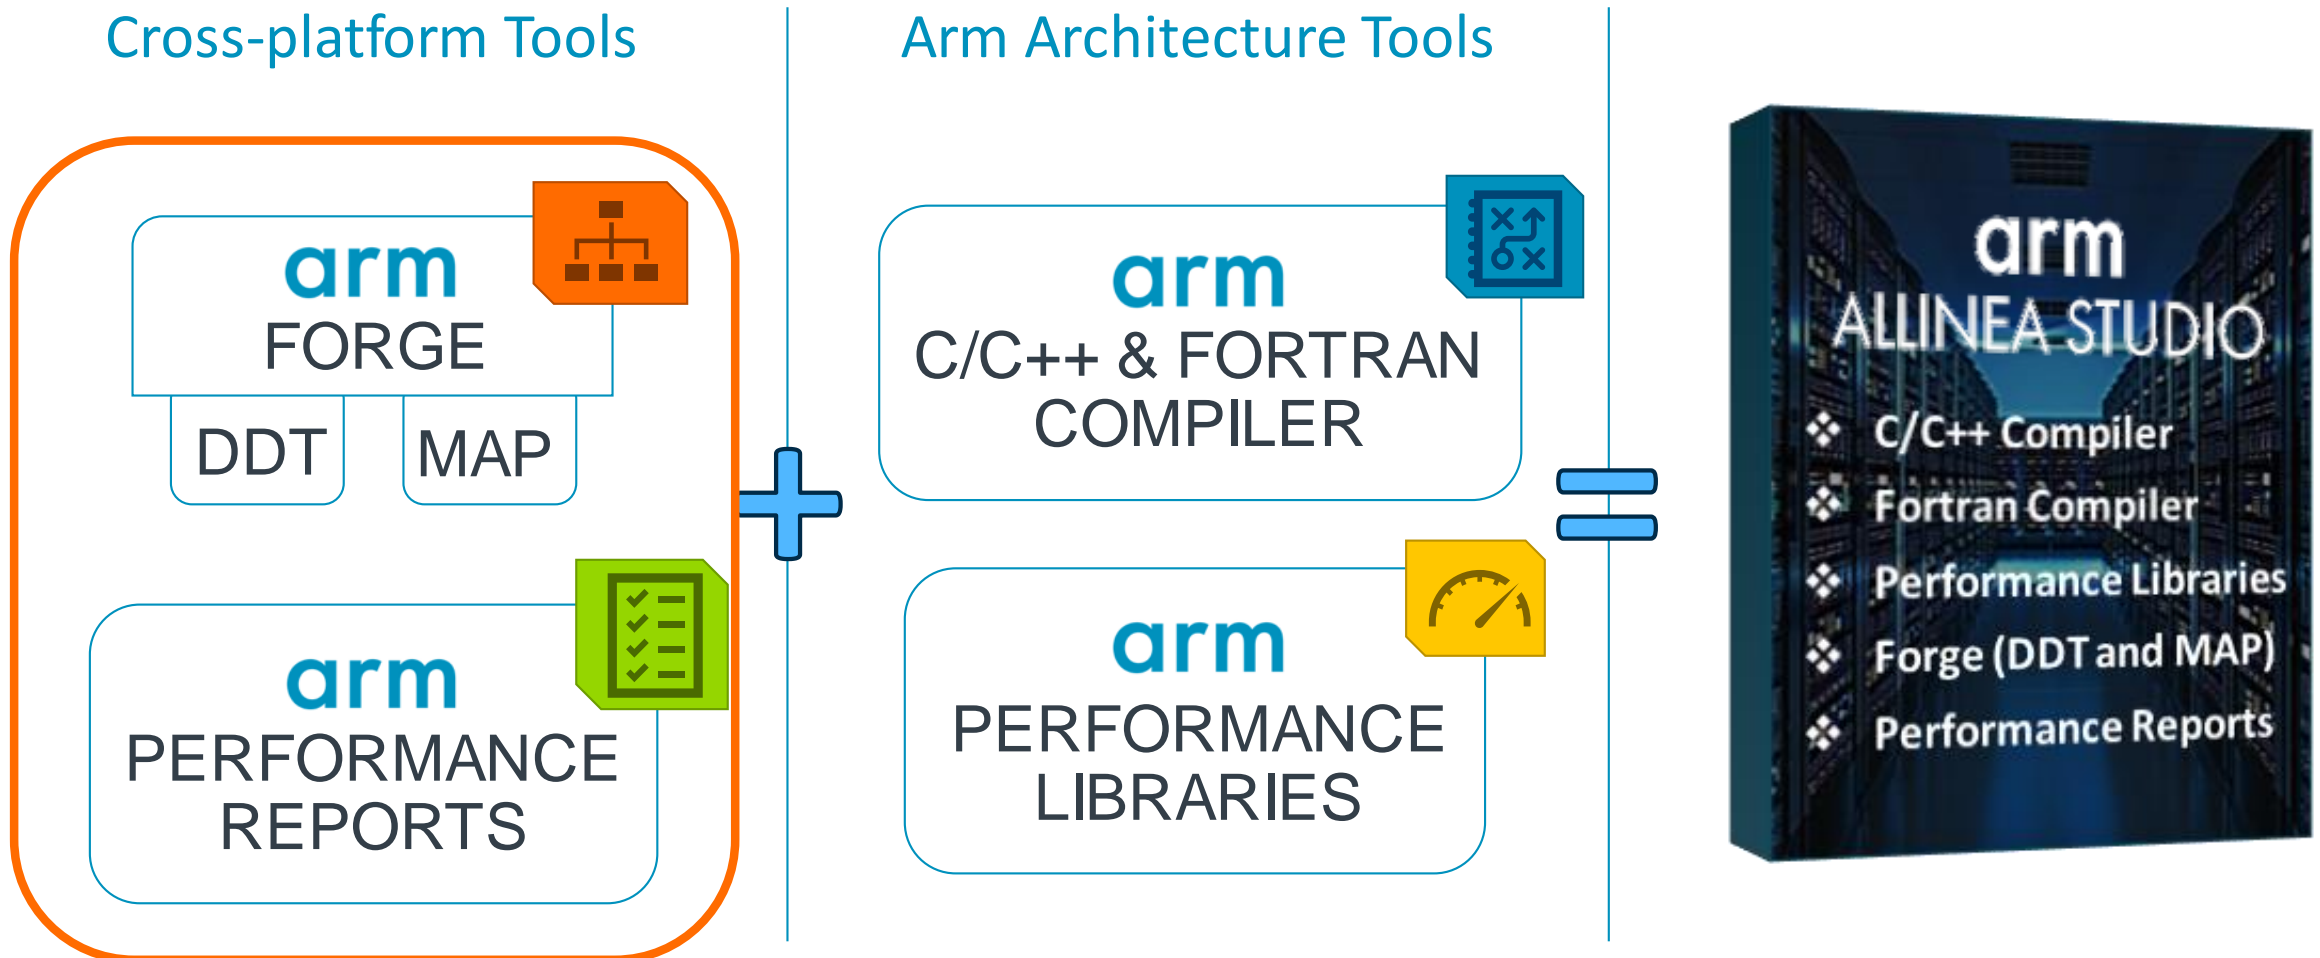 Cross-platform Tools
arm
FORGE
DDT
MAP
arm
PERFORMANCE
REPORTS
Arm Architecture Tools
arm
C/C++ & FORTRAN
COMPILER
arm
PERFORMANCE
LIBRARIES
arm
ALLINEA STUDIO
❖ C/C++ Compiler
❖ Fortran Compiler
❖ Performance Libraries
❖ Forge (DDT and MAP)
❖ Performance Reports